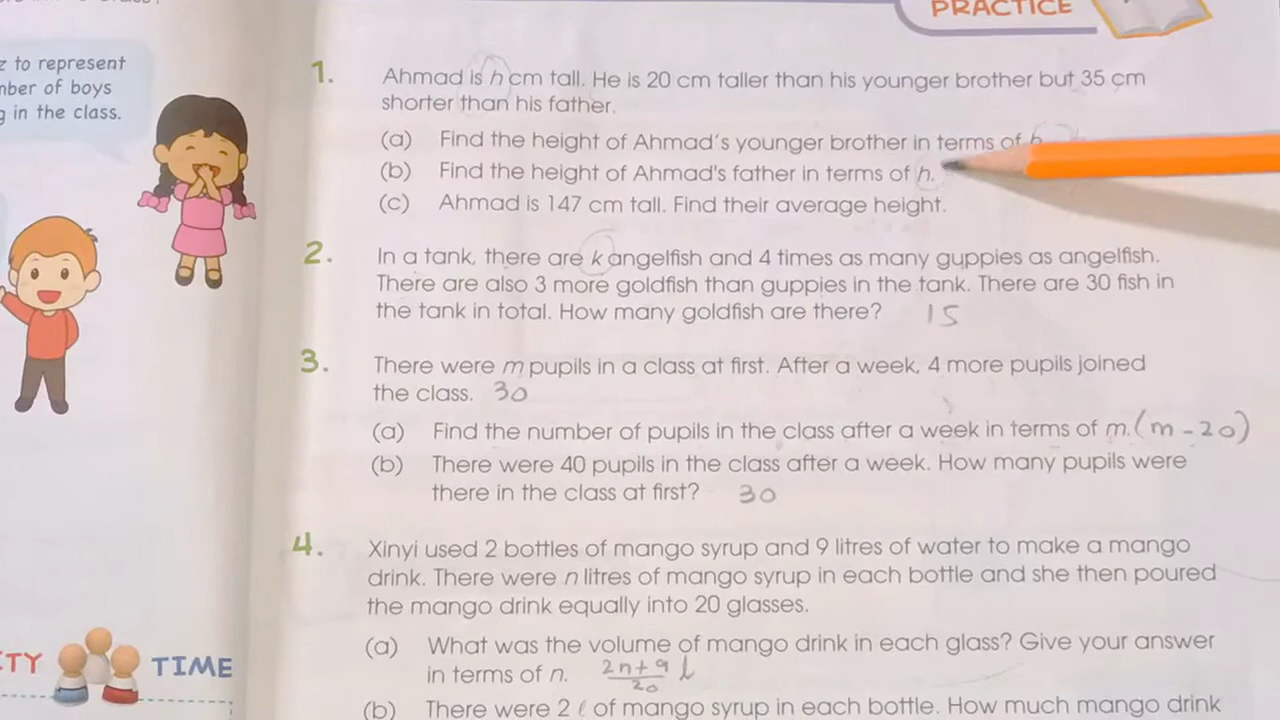 z to represent
nber of boys
g in the class.
PRACTICE
1. Ahmad is h cm tall. He is 20 cm taller than his younger brother but 35 cm
shorter than his father.
(a) Find the height of Ahmad's younger brother in terms of h
(b) Find the height of Ahmad's father in terms of h.
(c) Ahmad is 147 cm tall. Find their average height.
2. In a tank, there are k angelfish and 4 times as many guppies as angelfish.
There are also 3 more goldfish than guppies in the tank. There are 30 fish in
the tank in total. How many goldfish are there? 15
3. There were m pupils in a class at first. After a week, 4 more pupils joined
the class. 30
(a) Find the number of pupils in the class after a week in terms of m. (m - 20)
(b) There were 40 pupils in the class after a week. How many pupils were
there in the class at first? 30
4. Xinyi used 2 bottles of mango syrup and 9 litres of water to make a mango
drink. There were n litres of mango syrup in each bottle and she then poured
the mango drink equally into 20 glasses.
(a) What was the volume of mango drink in each glass? Give your answer
in terms of n. 2n+9/20 l
(b) There were 2 ℓ of mango syrup in each bottle. How much mango drink
TY TIME